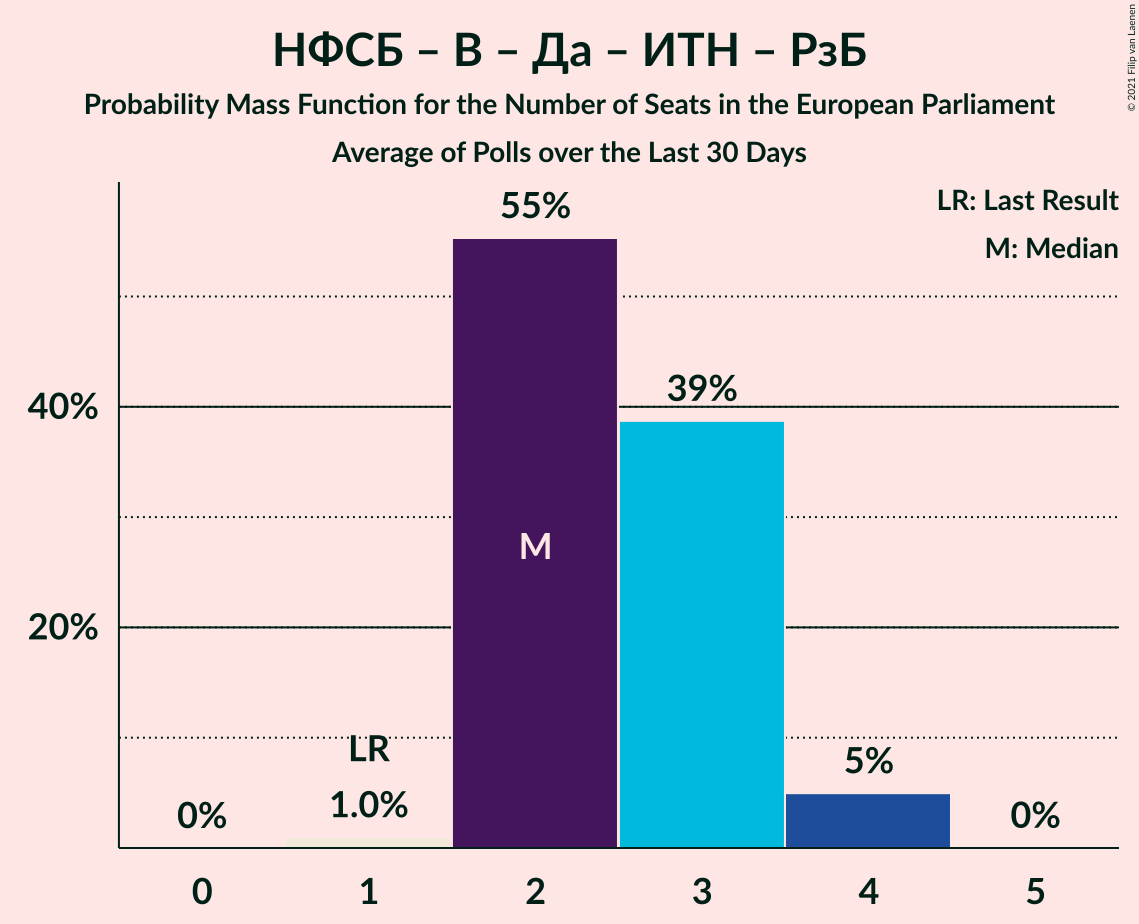 НФСБ – В – Да – ИТН – РзБ
Probability Mass Function for the Number of Seats in the European Parliament
Average of Polls over the Last 30 Days
© 2021 Filip van Laenen
LR: Last Result
M: Median
55%
39%
40%
M
20%
LR
5%
0%
1.0%
0%
0 1 2 3 4 5